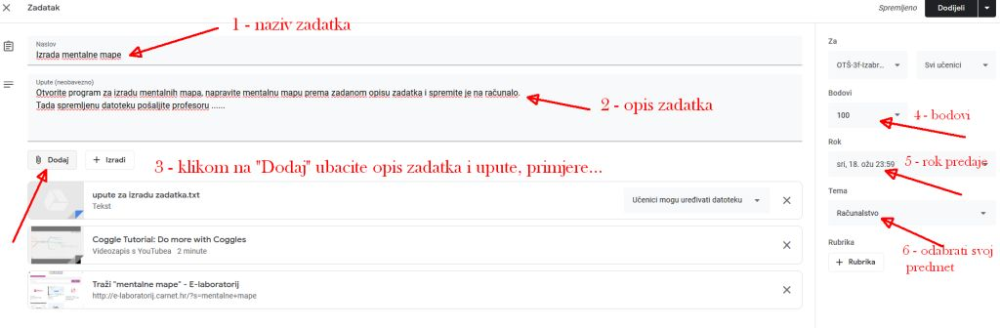 Zadatak
Spremljeno
Dodijeli
1 - naziv zadatka
Naslov
Izrada mentalne mape
Upute (neobavezno)
Otvorite program za izradu mentalnih mapa, napravite mentalnu mapu prema zadanom opisu zadatka i spremite je na računalo.
Tada spremljenu datoteku pošaljite profesoru ......
2 - opis zadatka
Dodaj
+ Izradi
3 - klikom na "Dodaj" ubacite opis zadatka i upute, primjere...
upute za izradu zadatka.txt
Tekst
Učenici mogu uređivati datoteku
Coggle Tutorial: Do more with Coggles
Videozapis s YouTubea 2 minute
Traži "mentalne mape" - E-laboratorij
http://e-laboratorij.carnet.hr/?s=mentalne+mape
Za
OTŠ-3f-Izabr...
Svi učenici
Bodovi
100
4 - bodovi
Rok
sri, 18. ožu 23:59
5 - rok predaje
Tema
Računalstvo
6 - odabrati svoj
predmet
Rubrika
+ Rubrika